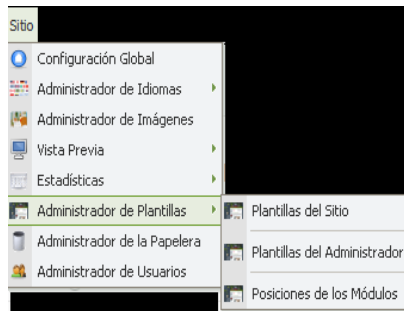 Sitio
Configuración Global
Administrador de Idiomas
Administrador de Imágenes
Vista Previa
Estadísticas
Administrador de Plantillas
Plantillas del Sitio
Administrador de la Papelera
Plantillas del Administrador
Administrador de Usuarios
Posiciones de los Módulos